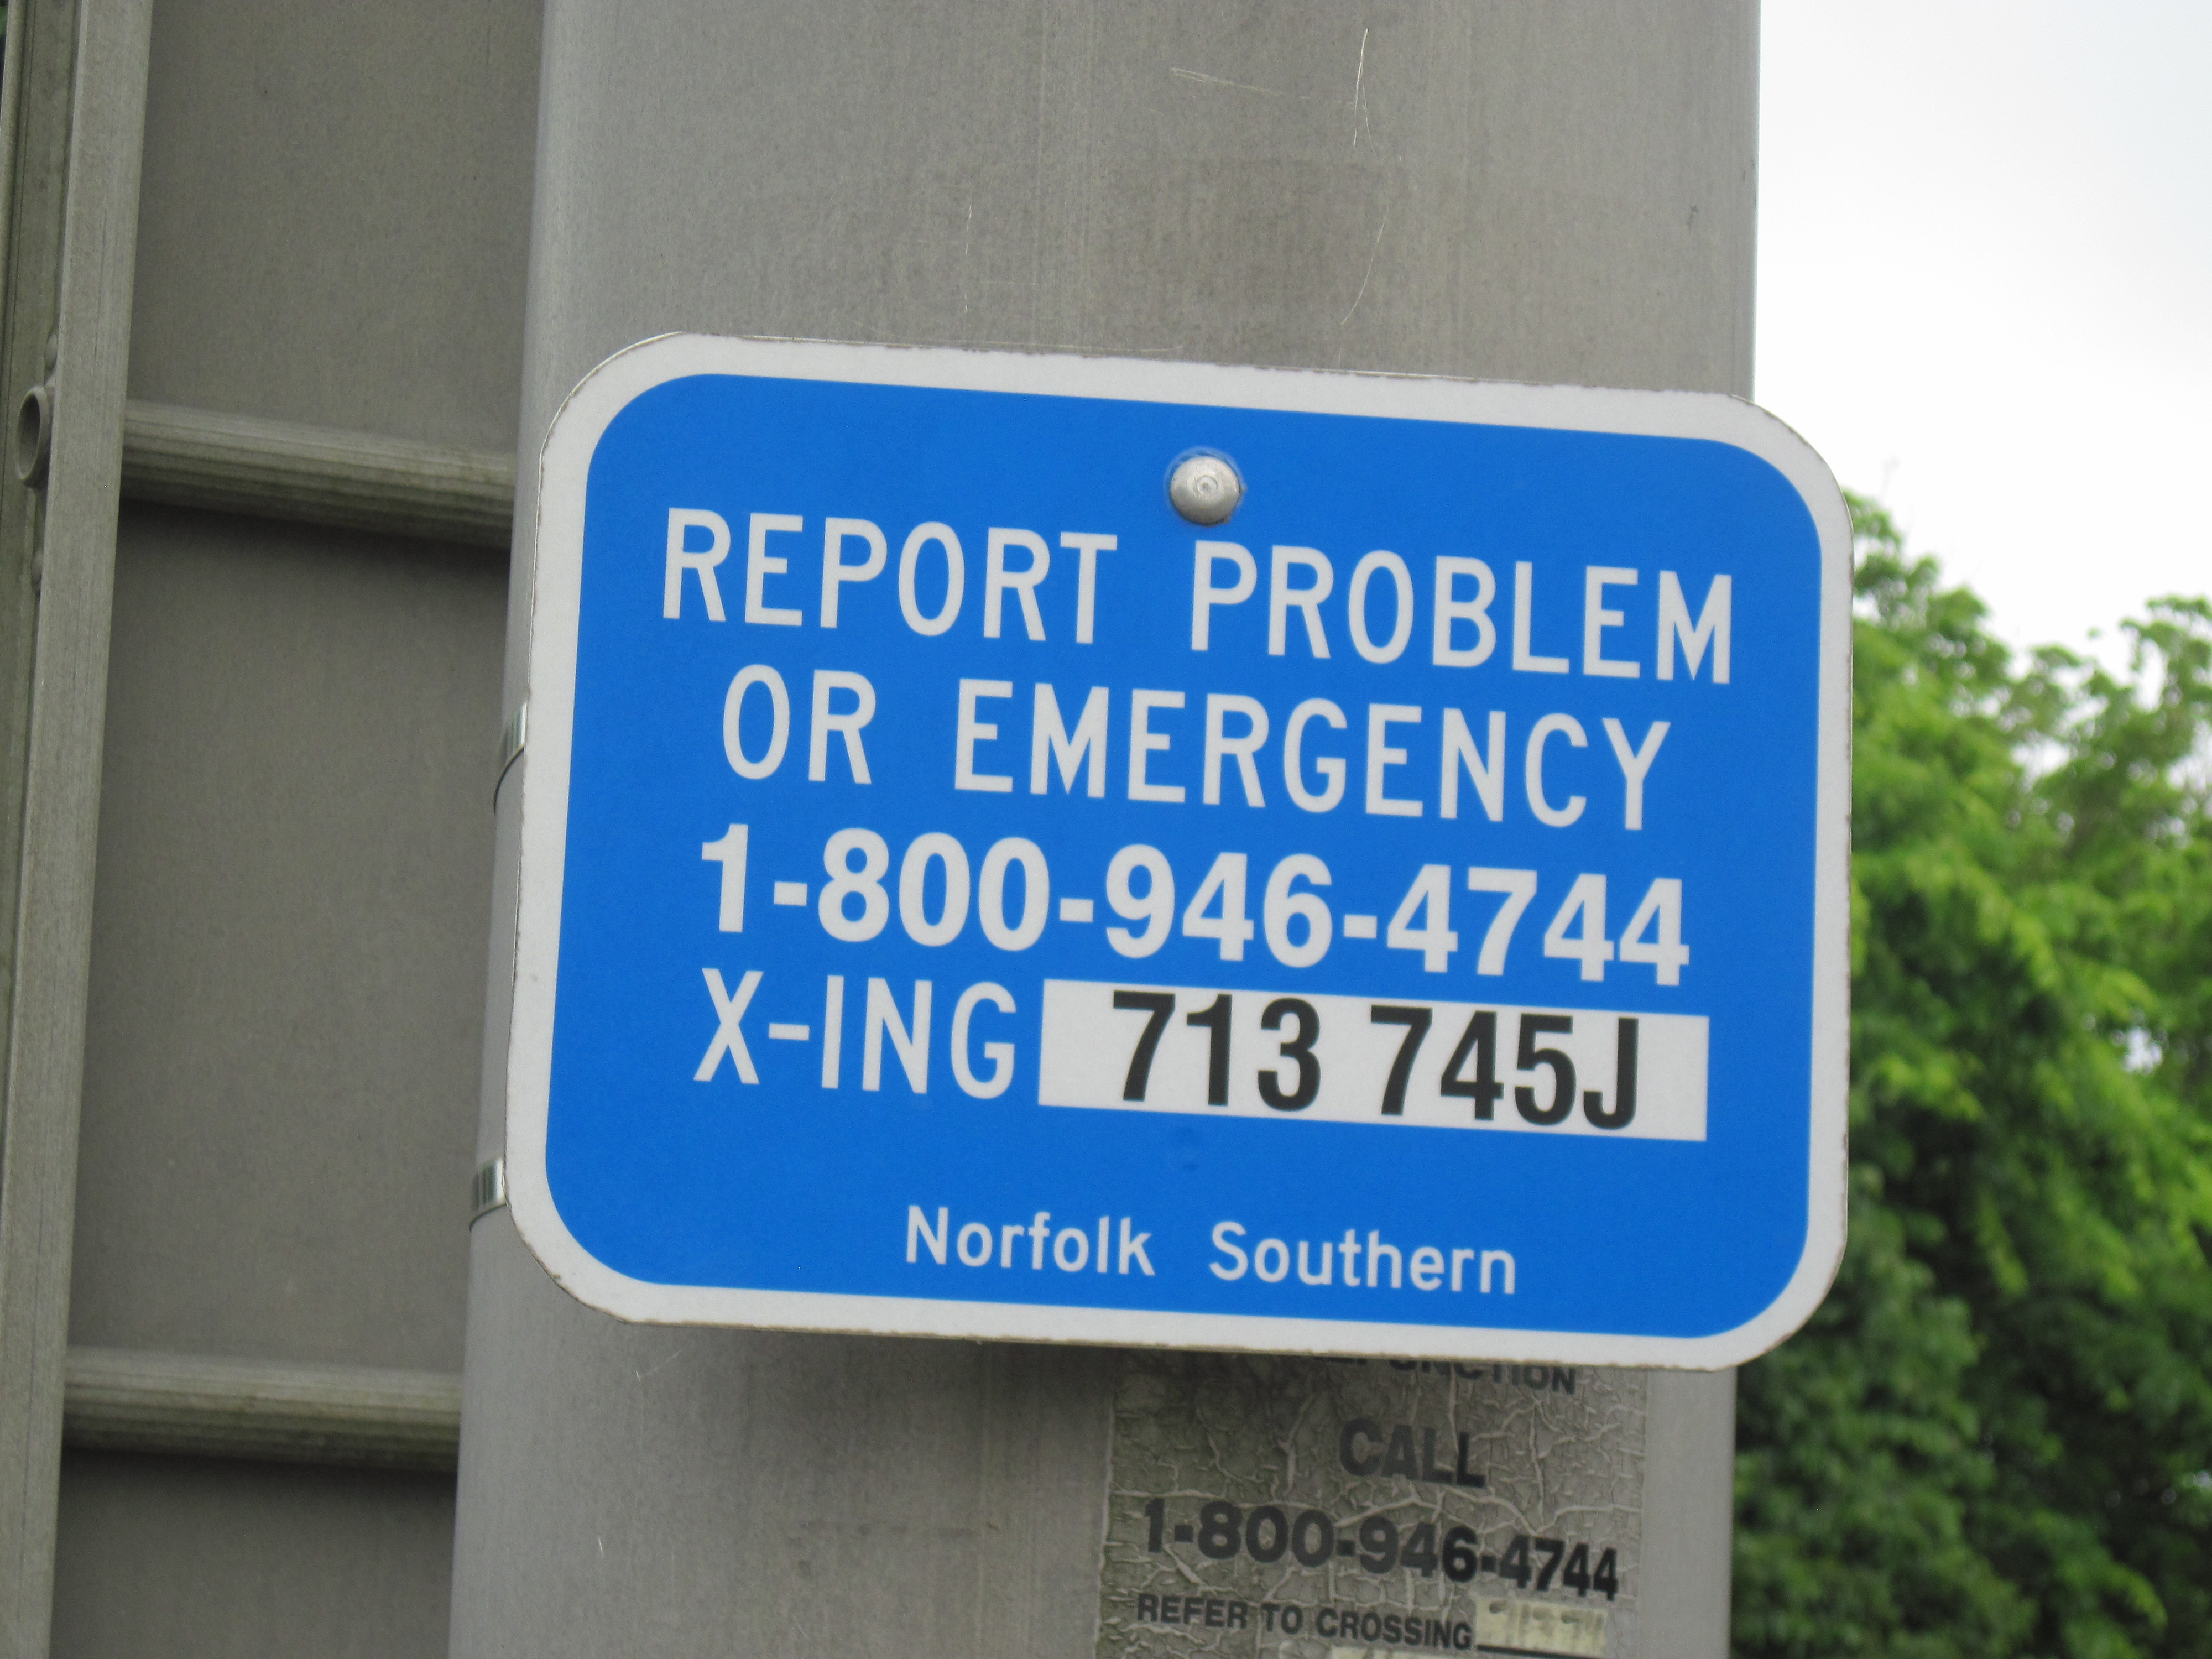 REPORT PROBLEM
OR EMERGENCY
1-800-946-4744
X-ING 713 745J
Norfolk Southern
CALL
1-800-946-4744
REFER TO CROSSING